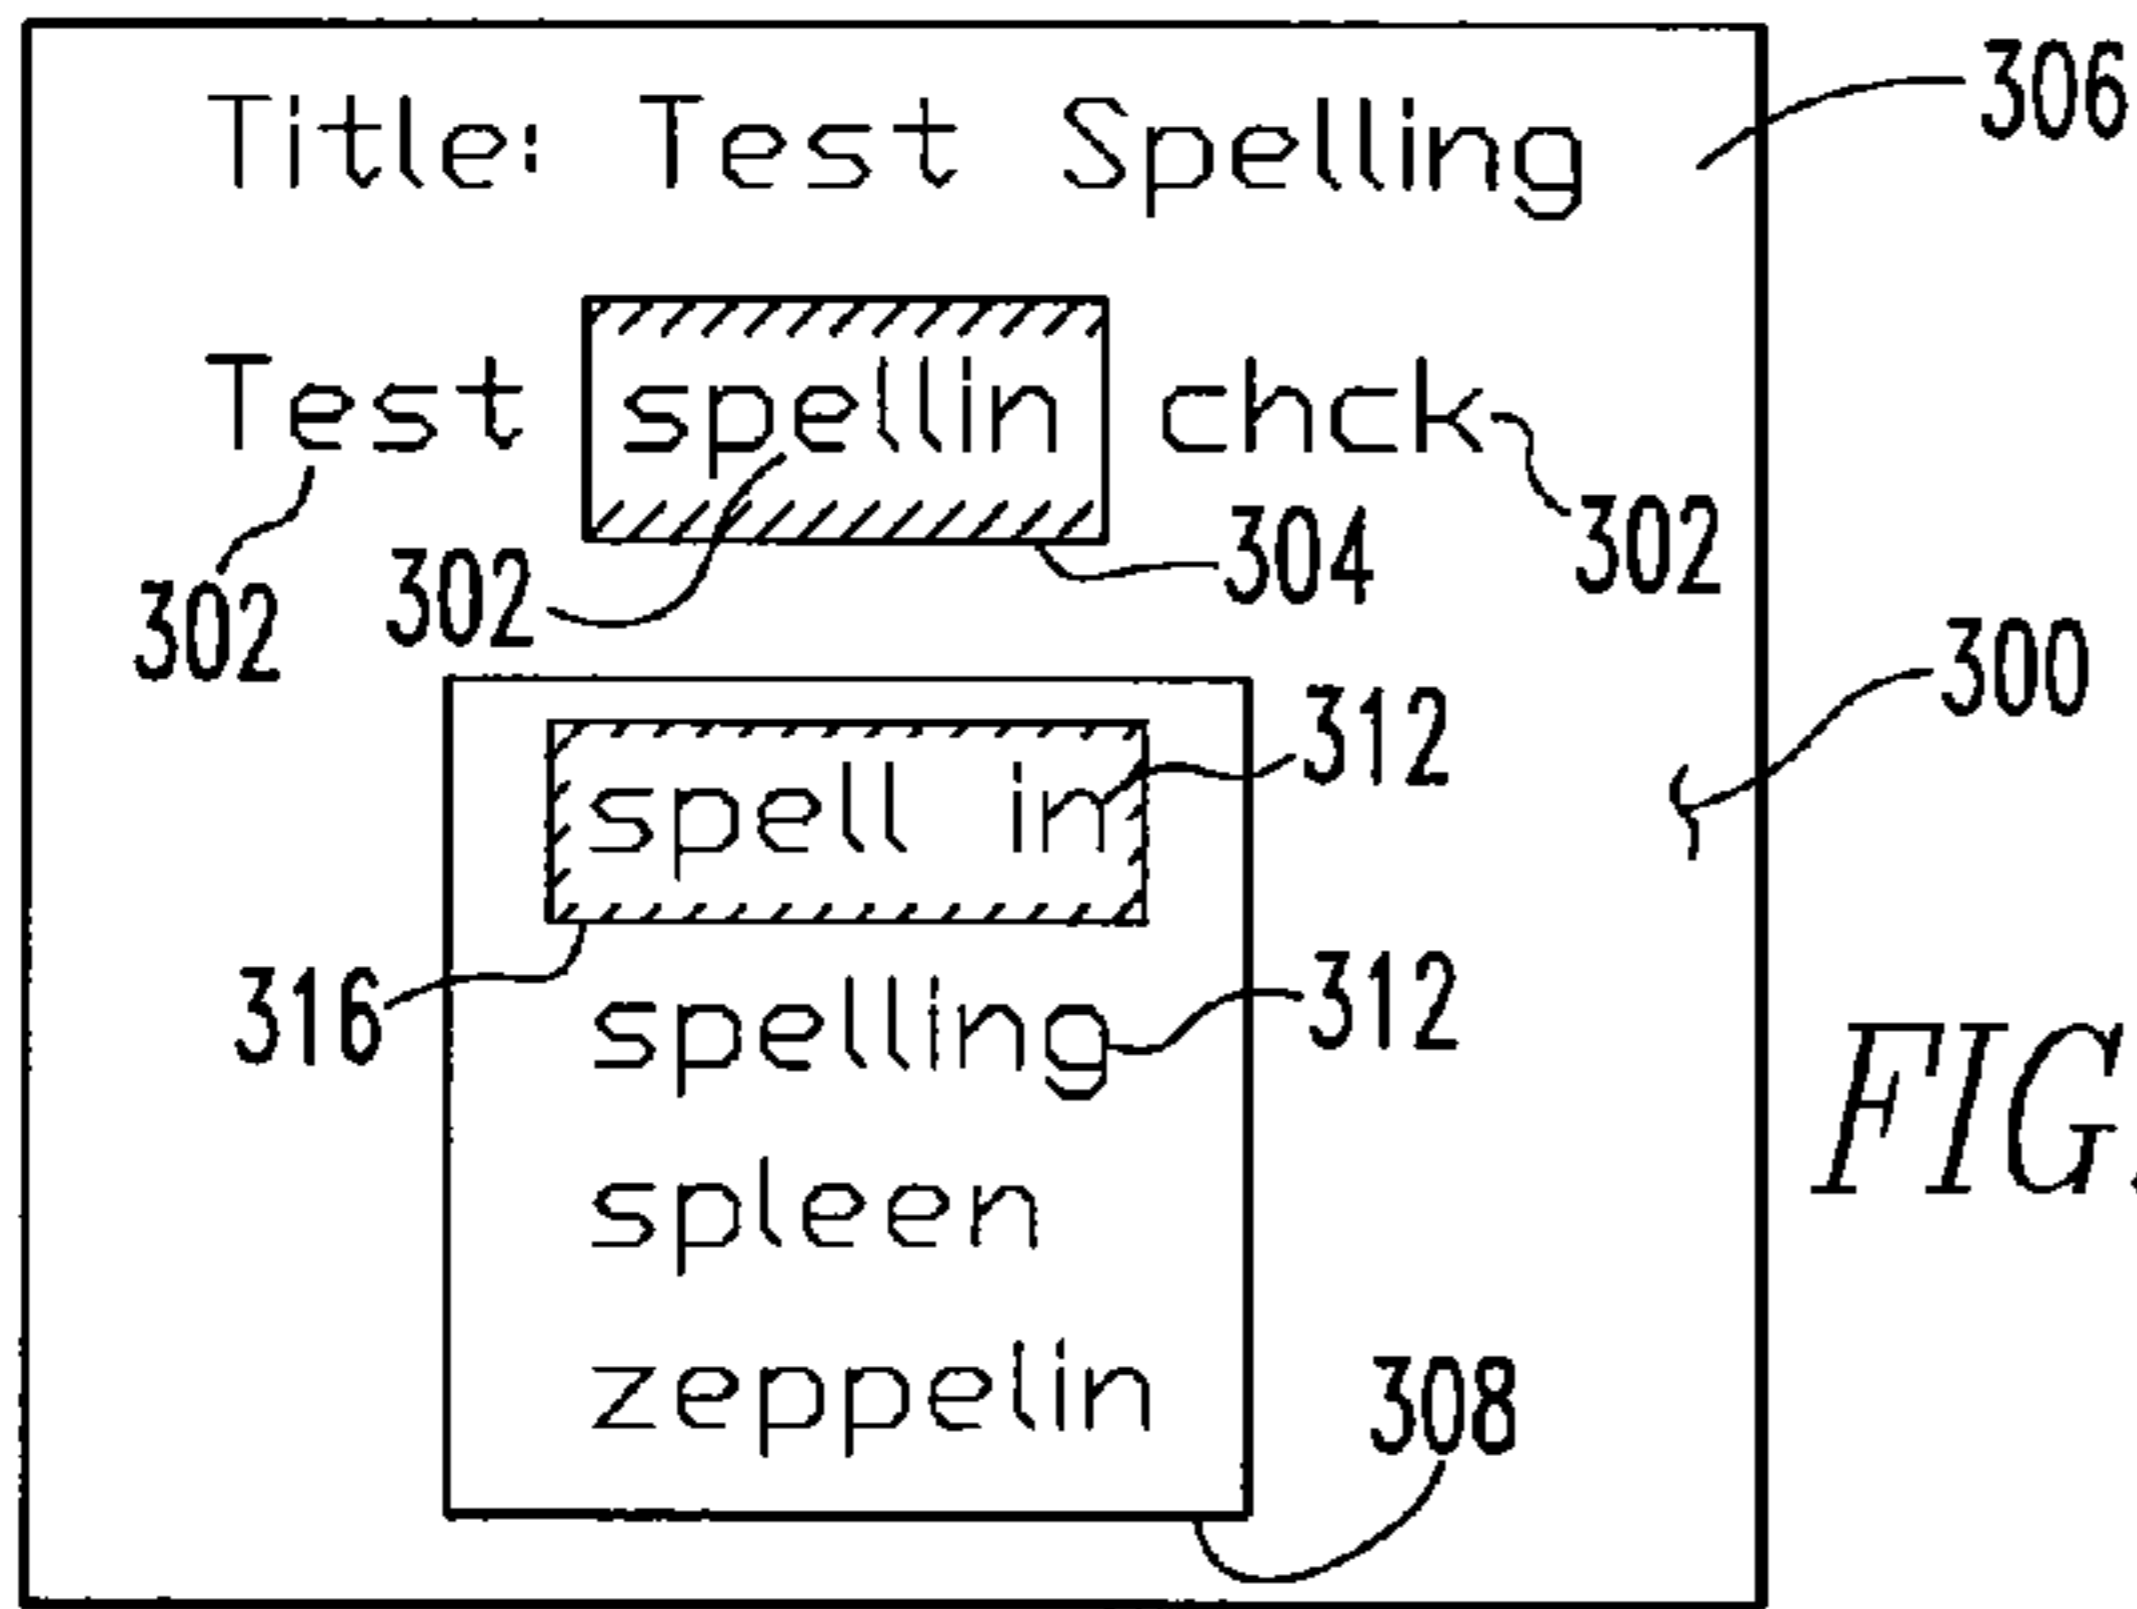 306
Title: Test Spelling
Test spellin chck
302 302 304 302
300
312
spell in
316
spelling 312
spleen
zeppelin
308
FIG.